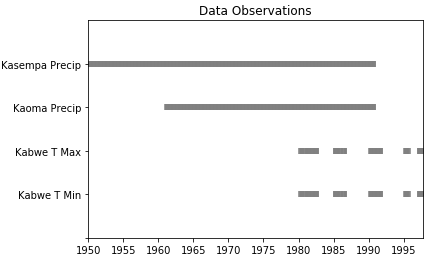 Data Observations
Kasempa Precip
Kaoma Precip
Kabwe T Max
Kabwe T Min
1950 1955 1960 1965 1970 1975 1980 1985 1990 1995